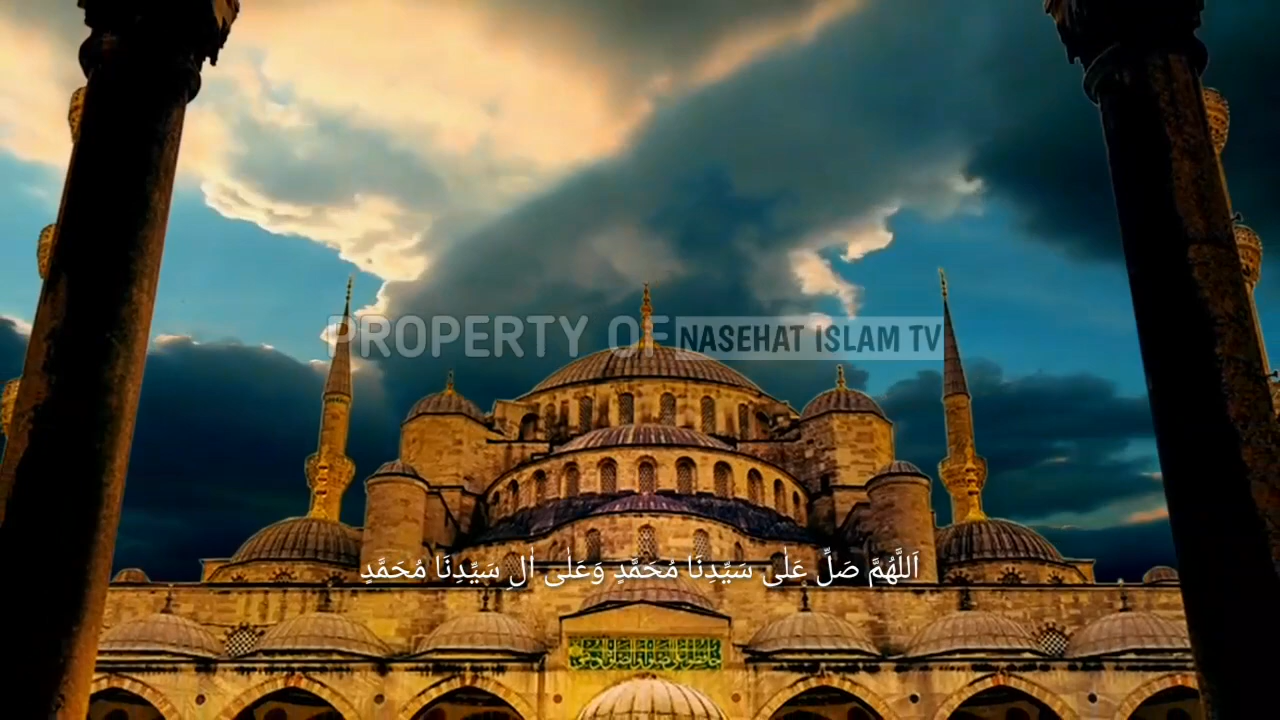 PROPERTY OF NASEHAT ISLAM TV
اَللَّهُمَّ صَلِّ عَلٰى سَيِّدِنَا مُحَمَّدٍ وَعَلٰى اٰلِ سَيِّدِنَا مُحَمَّدٍ